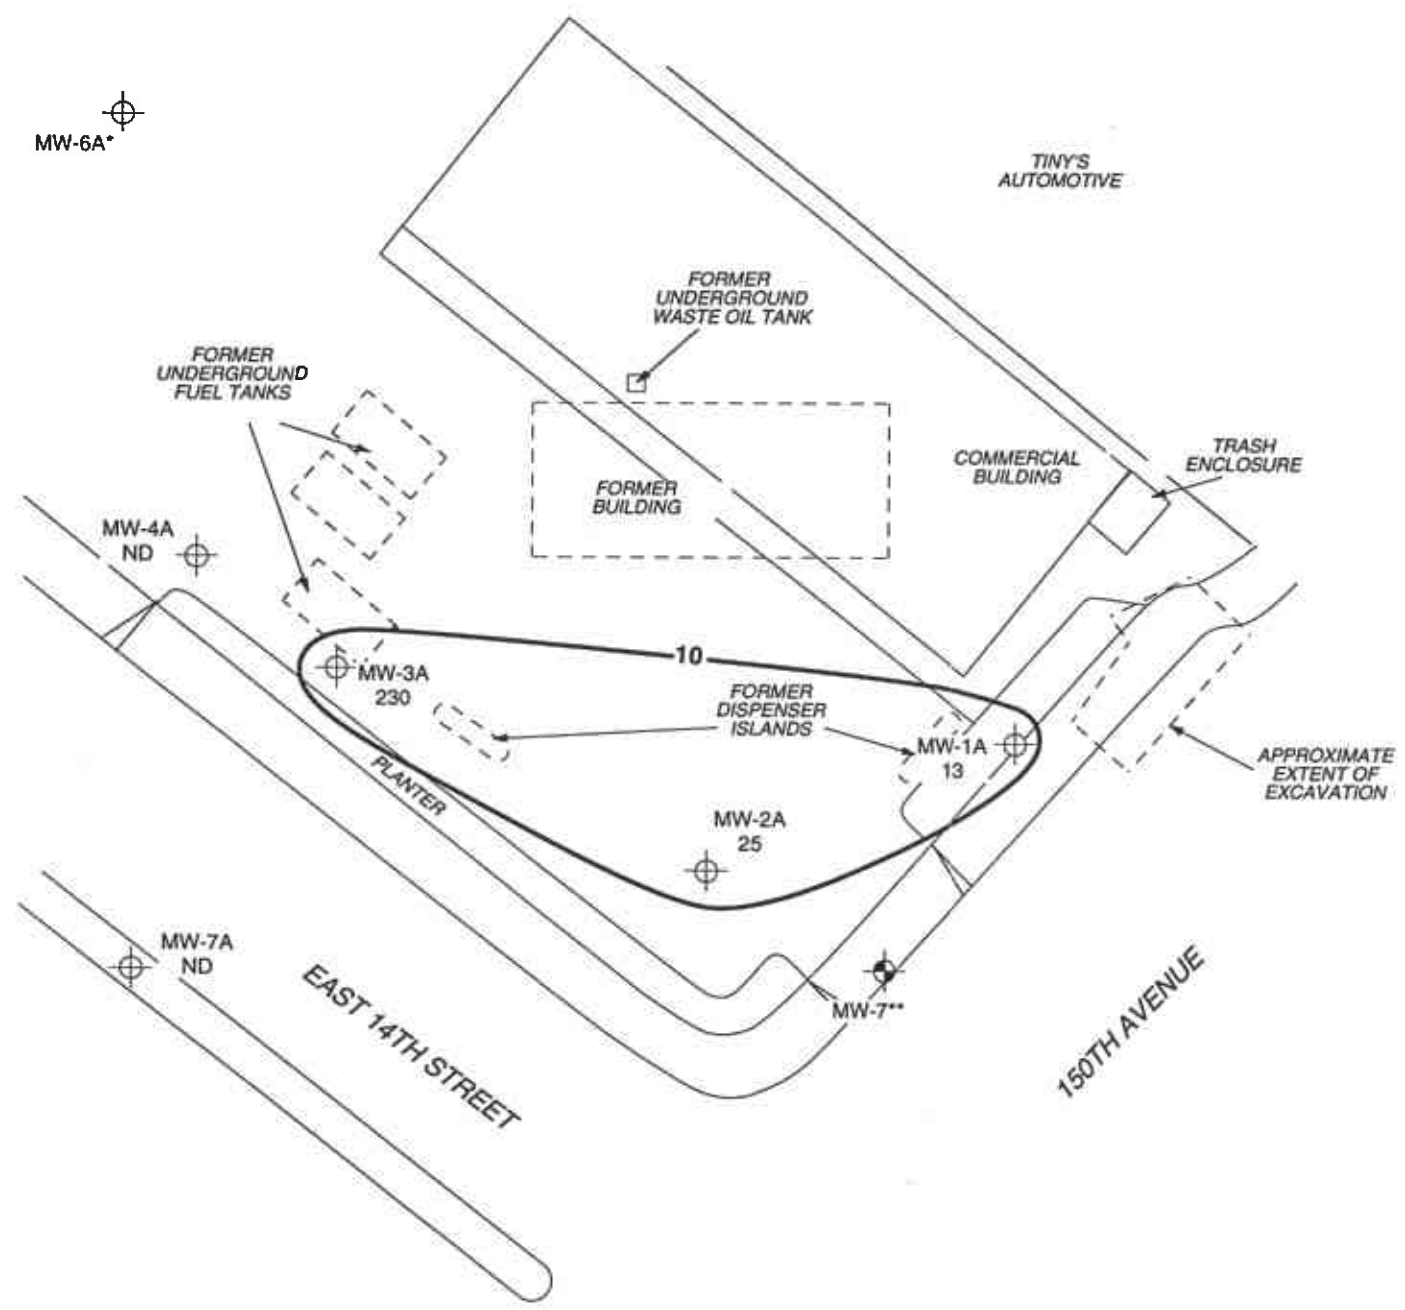 MW-6A*
TINY'S
AUTOMOTIVE
FORMER
UNDERGROUND
WASTE OIL TANK
FORMER
UNDERGROUND
FUEL TANKS
TRASH
ENCLOSURE
COMMERCIAL
BUILDING
FORMER
BUILDING
MW-4A
ND
10
MW-3A
230
FORMER
DISPENSER
ISLANDS
MW-1A
13
APPROXIMATE
EXTENT OF
EXCAVATION
PLANTER
MW-2A
25
MW-7A
ND
EAST 14TH STREET
MW-7**
150TH AVENUE